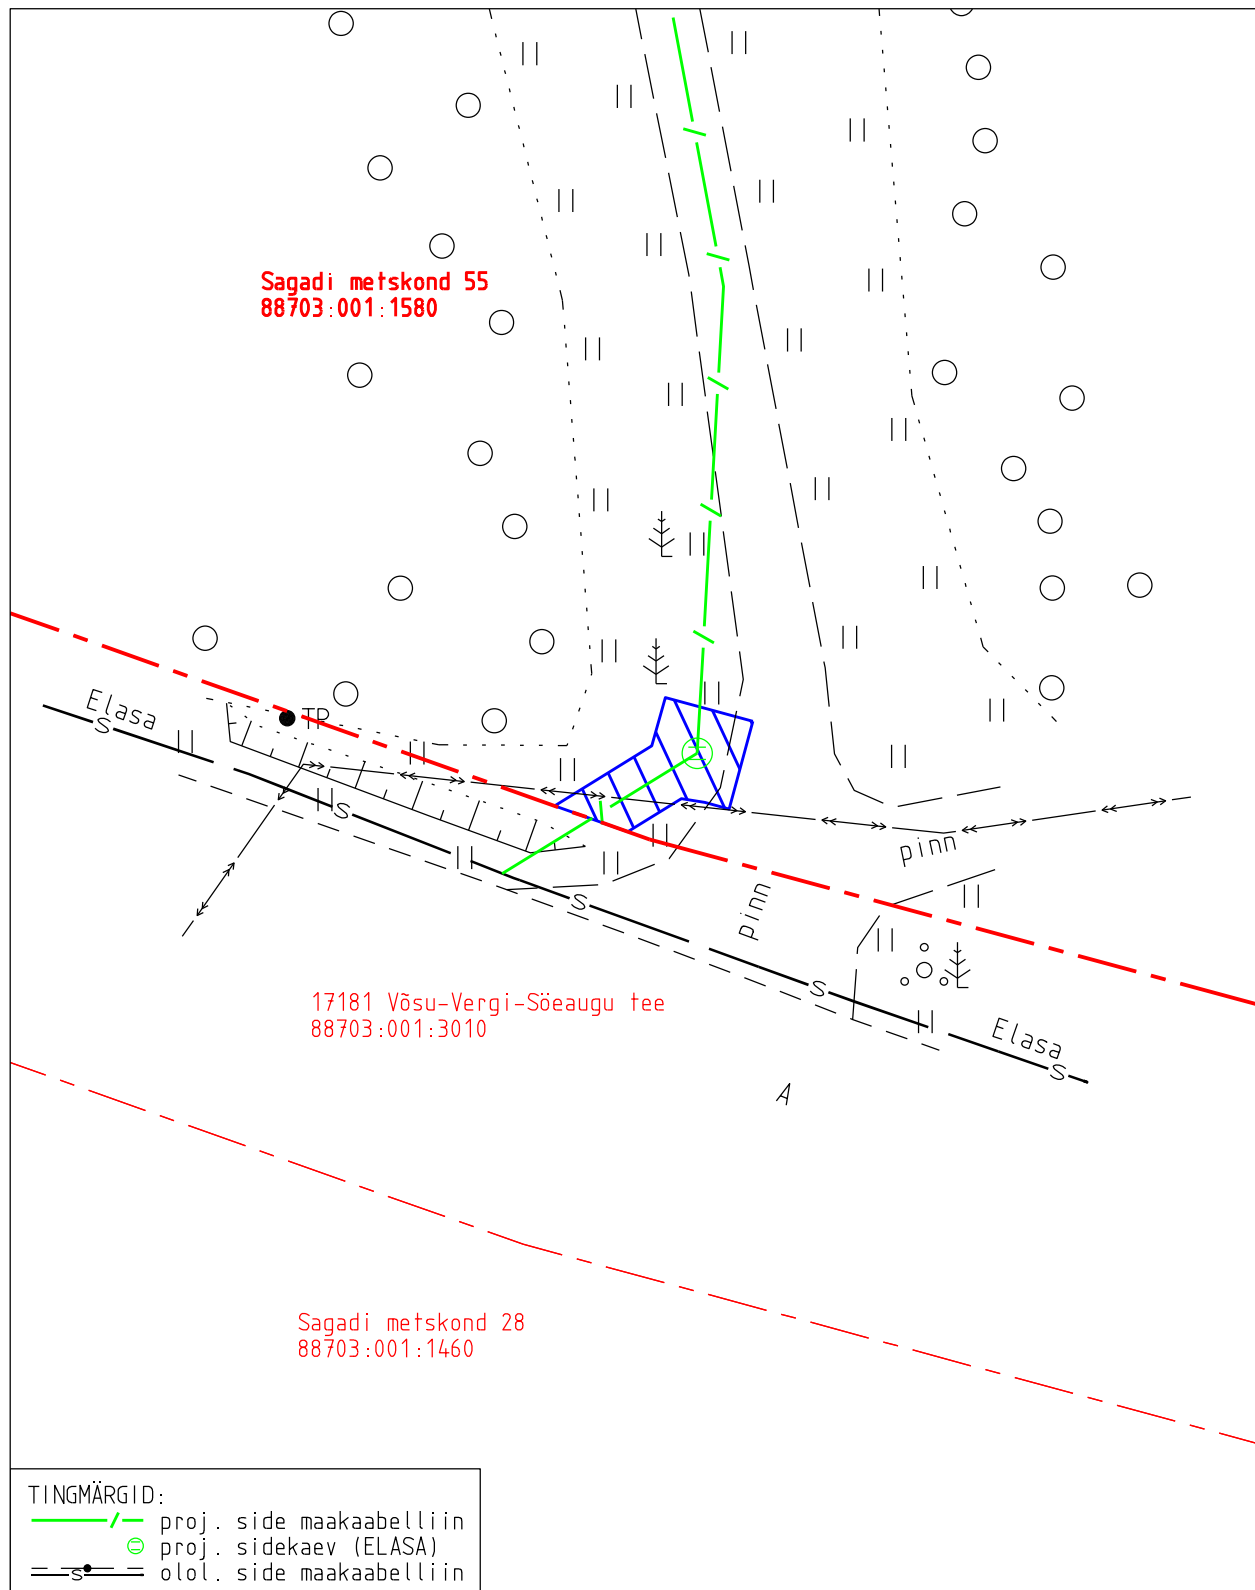 Sagadi metskond 55
88703:001:1580
Elasa
S
TP
S
pinn
pinn
S
S
Elasa
S
17181 Võsu-Vergi-Söeaugu tee
88703:001:3010
A
Sagadi metskond 28
88703:001:1460
TINGMÄRGID:
proj. side maakaabelliin
proj. sidekaev (ELASA)
S
olol. side maakaabelliin